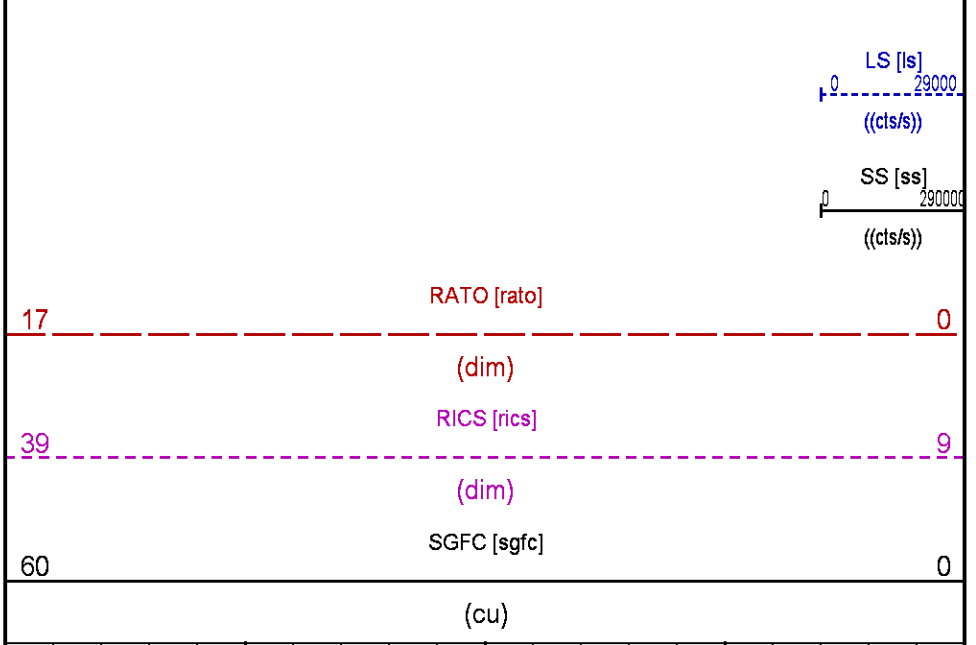 LS [ls]
0 29000
((cts/s))
SS [ss]
0 290000
((cts/s))
RATO [rato]
17 0
(dim)
RICS [rics]
39 9
(dim)
SGFC [sgfc]
60 0
(cu)